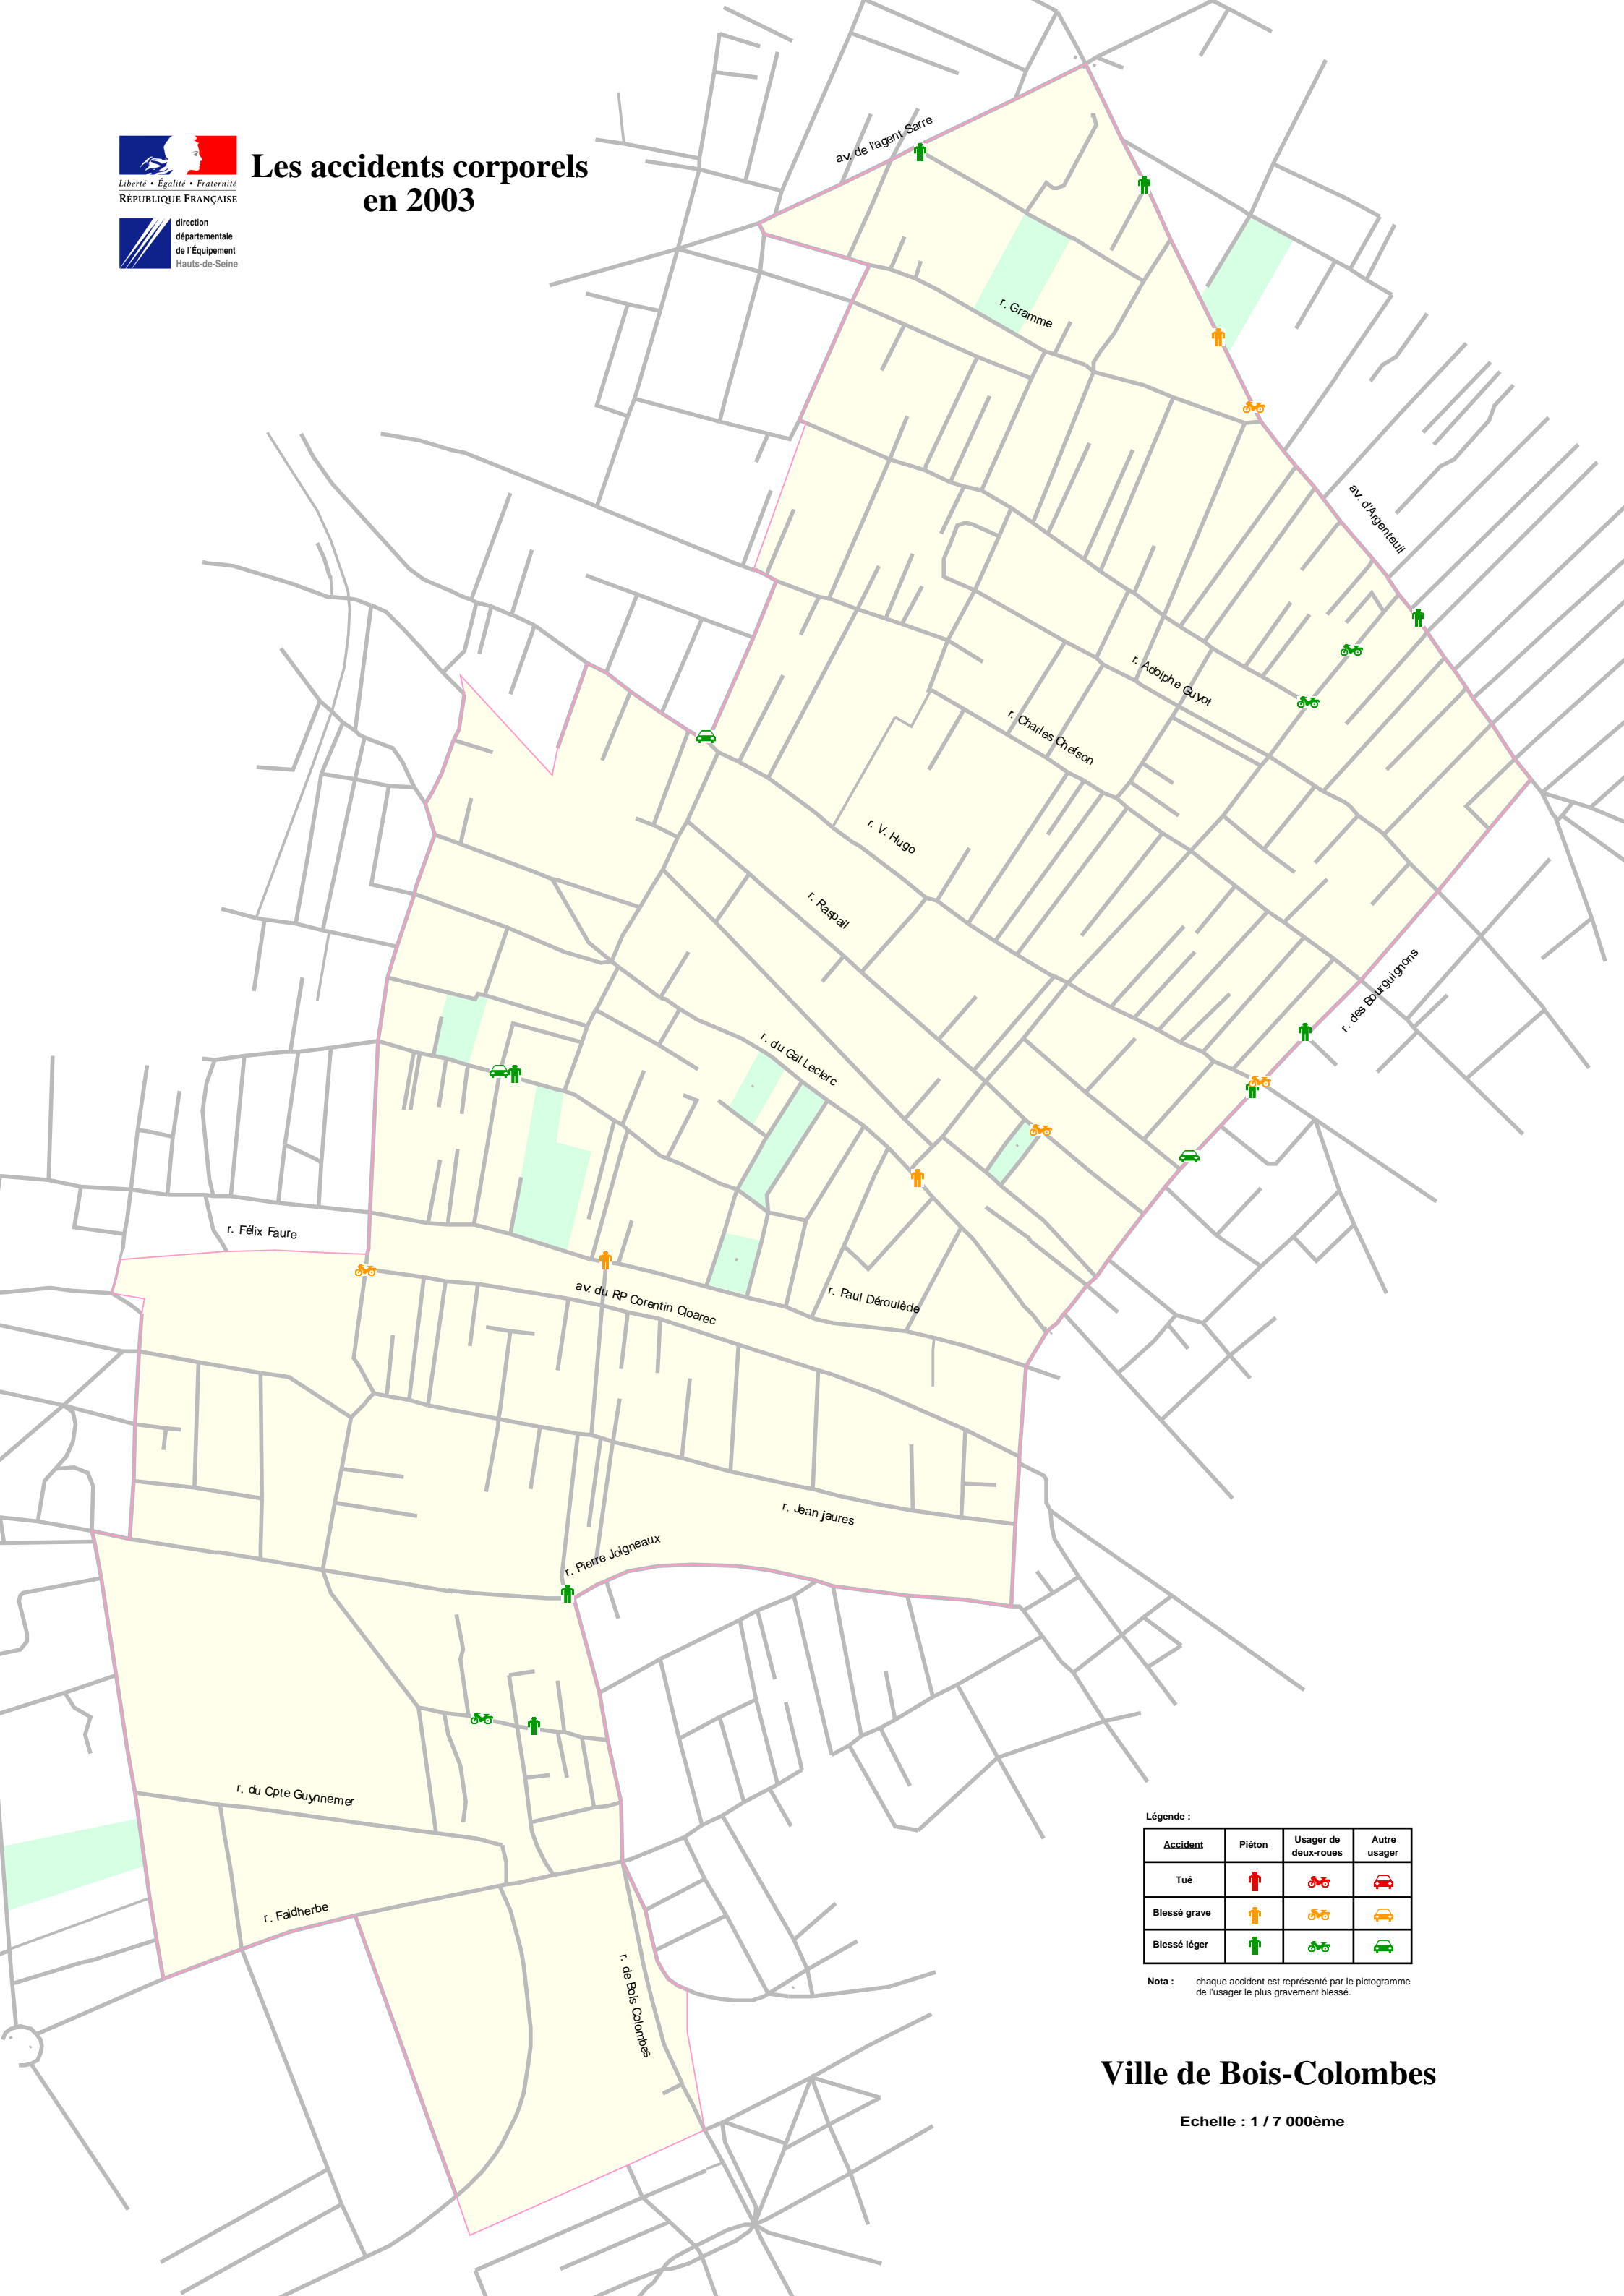 Liberté • Égalité • Fraternité
RÉPUBLIQUE FRANÇAISE
direction
départementale
de l'Équipement
Hauts-de-Seine
Les accidents corporels
en 2003
av. de l'agent Sarre
r. Gramme
av. d'Argenteuil
r. Adolphe Guyot
r. Charles Chefson
r. V. Hugo
r. Raspail
r. des Bourguignons
r. du Gal Leclerc
r. Félix Faure
av. du RP Corentin Cloarec
r. Paul Déroulède
r. Jean jaures
r. Pierre Joigneaux
r. du Cpte Guynnemer
r. Faidherbe
r. de Bois Colombes
Légende :
Accident Piéton Usager de deux-roues Autre usager
Tué
Blessé grave
Blessé léger
Nota : chaque accident est représenté par le pictogramme
de l'usager le plus gravement blessé.
Ville de Bois-Colombes
Echelle : 1 / 7 000ème